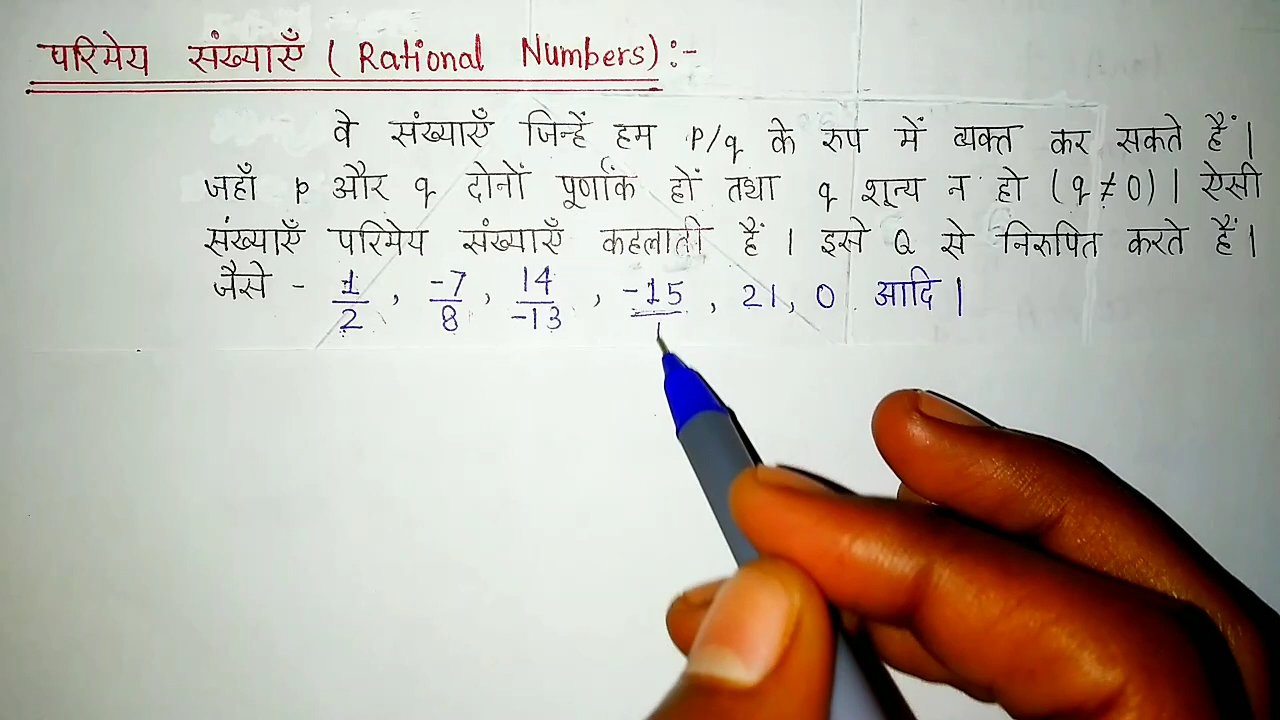 परिमेय संख्याएँ ( Rational Numbers) :-
वे संख्याएँ जिन्हें हम p/q के रुप में व्यक्त कर सकते हैं।
जहाँ p और q दोनों पूर्णांक हों तथा q शून्य न हो (q ≠ 0)। ऐसी
संख्याएँ परिमेय संख्याएँ कहलाती हैं । इसे Q से निरुपित करते हैं।
जैसे - 1/2 , -7/8 , 14/-13 , -15/1 , 21, 0 आदि।